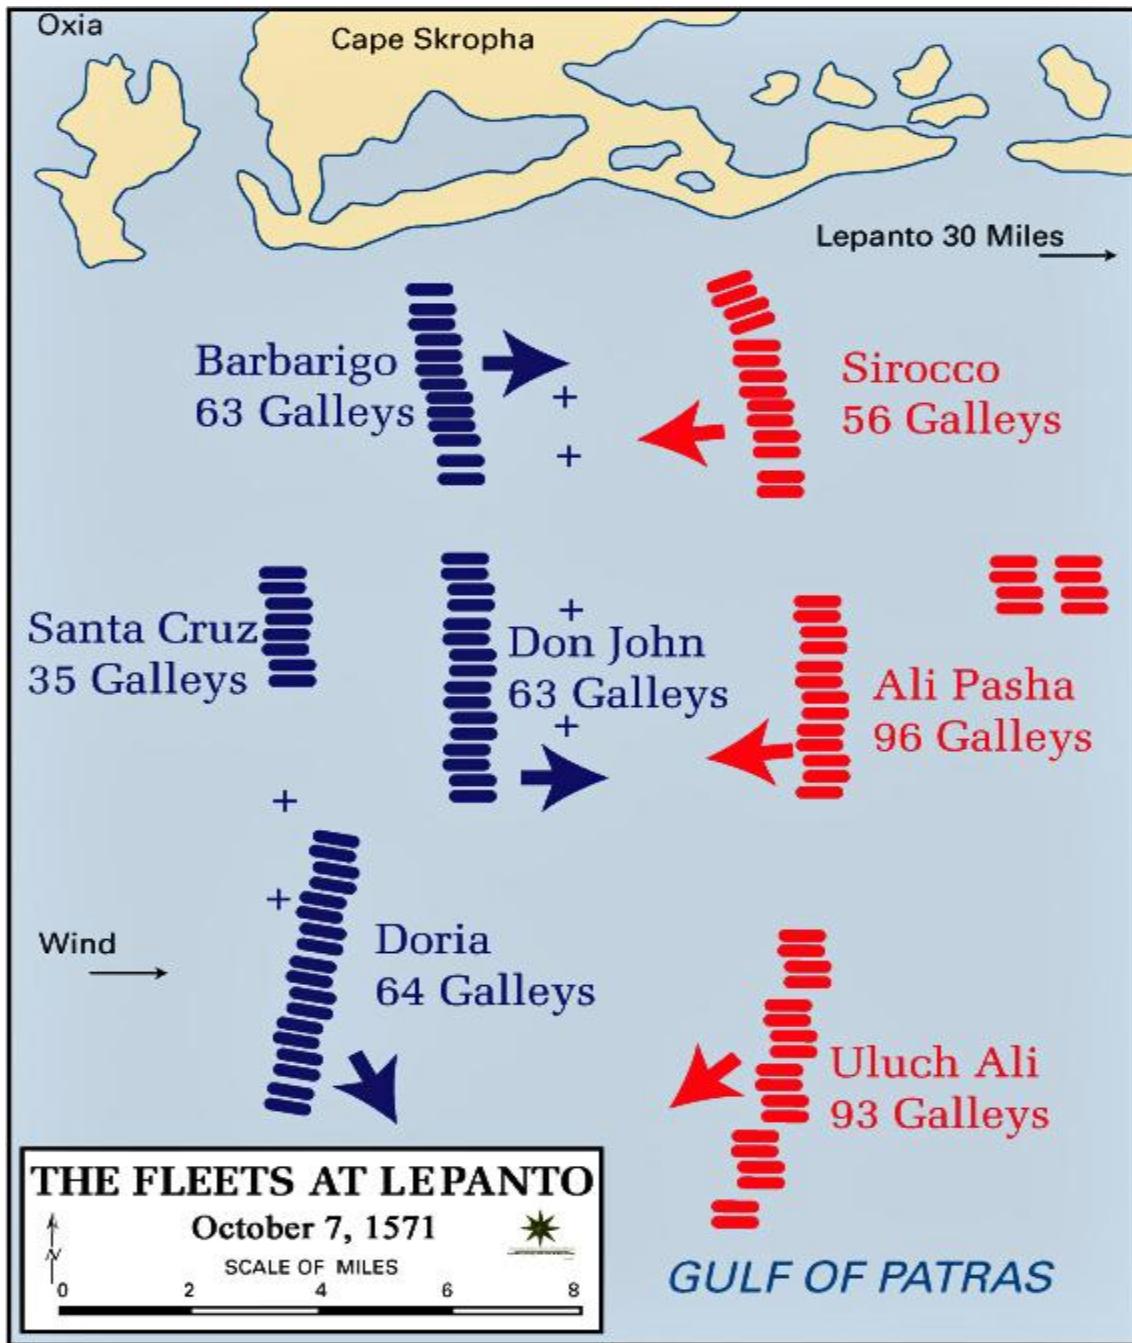 Oxia
Cape Skropha
Lepanto 30 Miles
Barbarigo
63 Galleys
Sirocco
56 Galleys
Santa Cruz
35 Galleys
Don John
63 Galleys
Ali Pasha
96 Galleys
Wind
Doria
64 Galleys
Uluch Ali
93 Galleys
THE FLEETS AT LEPANTO
October 7, 1571
N
SCALE OF MILES
0 2 4 6 8
GULF OF PATRAS